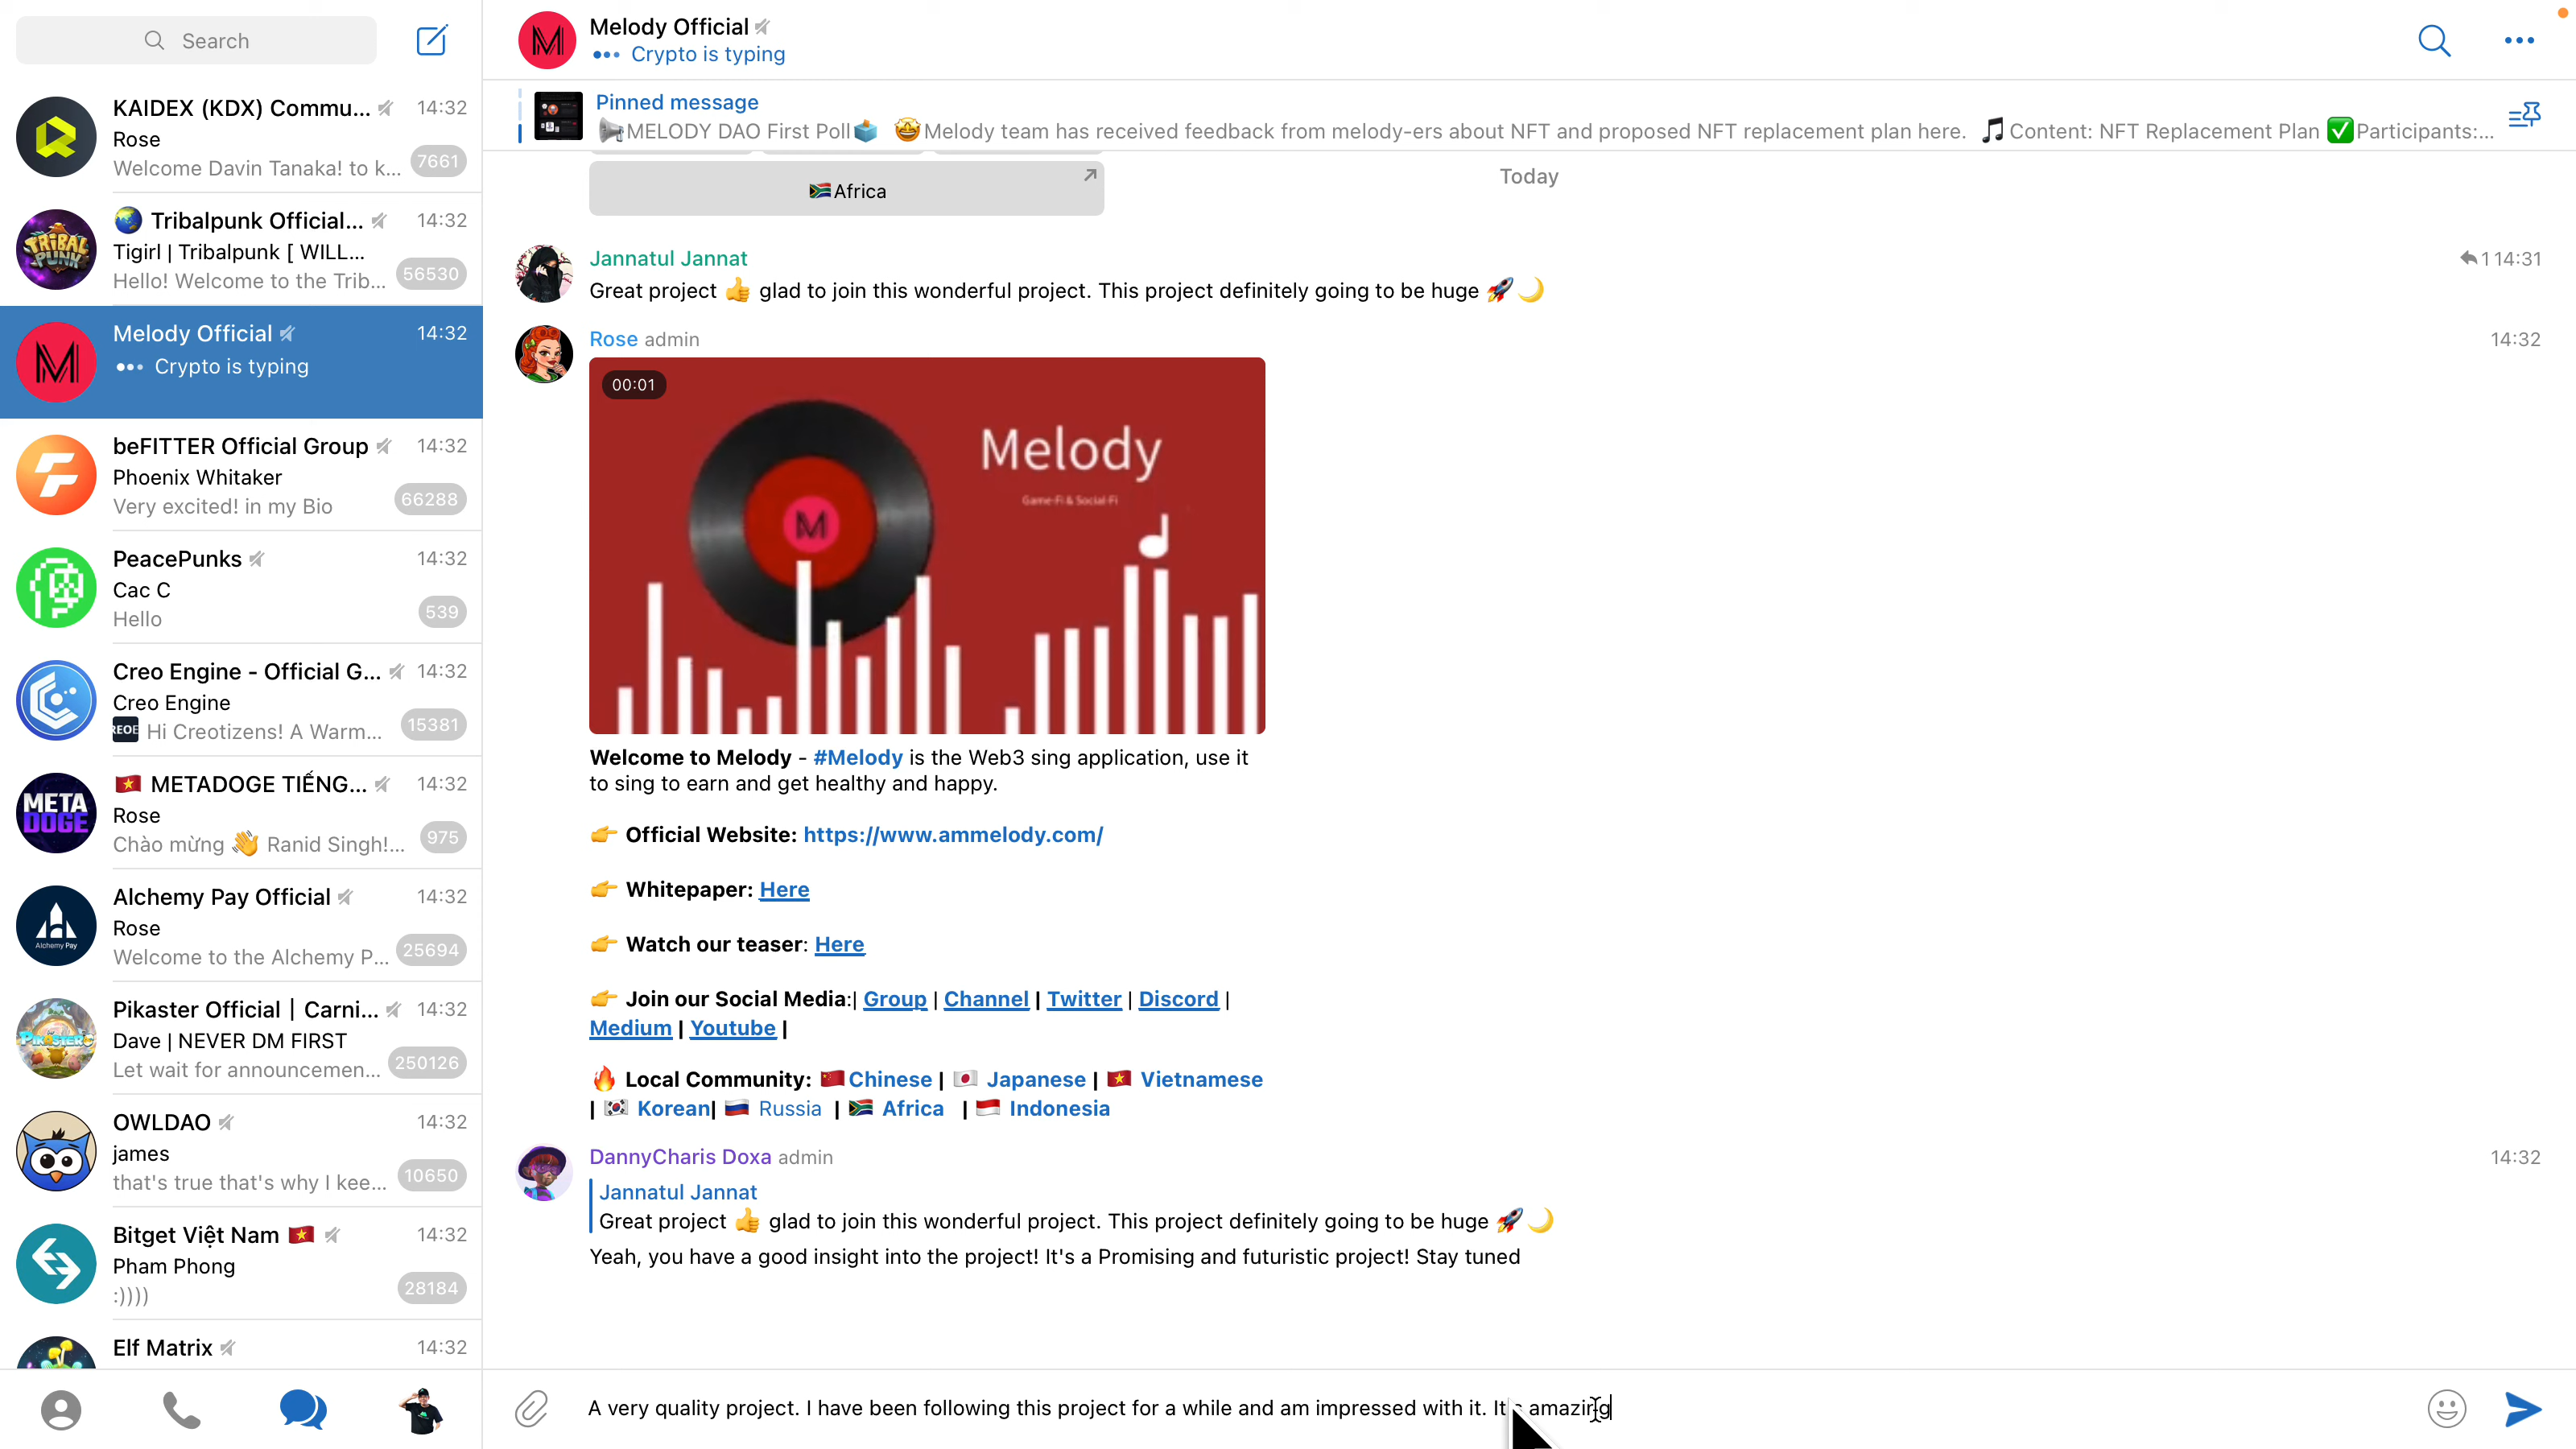 Search
KAIDEX (KDX) Commu... 14:32
Rose
Welcome Davin Tanaka! to k... 7661
🌏 Tribalpunk Official... 14:32
Tigirl | Tribalpunk [ WILL...
Hello! Welcome to the Trib... 56530
Melody Official 14:32
Crypto is typing
beFITTER Official Group 14:32
Phoenix Whitaker
Very excited! in my Bio 66288
PeacePunks 14:32
Cac C
Hello 539
Creo Engine - Official G... 14:32
Creo Engine
Hi Creotizens! A Warm... 15381
🇻🇳 METADOGE TIẾNG... 14:32
Rose
Chào mừng 👋 Ranid Singh!... 975
Alchemy Pay Official 14:32
Rose
Welcome to the Alchemy P... 25694
Pikaster Official | Carni... 14:32
Dave | NEVER DM FIRST
Let wait for announcemen... 250126
OWLDAO 14:32
james
that's true that's why I kee... 10650
Bitget Việt Nam 🇻🇳 14:32
Pham Phong
:)))) 28184
Elf Matrix 14:32
TRIBAL
PUNK
META
DOGE
Alchemy Pay
PIKASTER
Melody Official
Crypto is typing
Pinned message
📢MELODY DAO First Poll🗳 🤩Melody team has received feedback from melody-ers about NFT and proposed NFT replacement plan here. 🎵Content: NFT Replacement Plan ✅Participants:...
🇿🇦Africa
Today
Jannatul Jannat 1 14:31
Great project 👍 glad to join this wonderful project. This project definitely going to be huge 🚀🌙
Rose admin 14:32
00:01
Melody
Game-Fi & Social-Fi
M
Welcome to Melody - #Melody is the Web3 sing application, use it
to sing to earn and get healthy and happy.
👉 Official Website: https://www.ammelody.com/
👉 Whitepaper: Here
👉 Watch our teaser: Here
👉 Join our Social Media:| Group | Channel | Twitter | Discord |
Medium | Youtube |
🔥 Local Community: 🇨🇳Chinese | 🇯🇵 Japanese | 🇻🇳 Vietnamese
| 🇰🇷 Korean| 🇷🇺 Russia | 🇿🇦 Africa | 🇮🇩 Indonesia
DannyCharis Doxa admin 14:32
Jannatul Jannat
Great project 👍 glad to join this wonderful project. This project definitely going to be huge 🚀🌙
Yeah, you have a good insight into the project! It's a Promising and futuristic project! Stay tuned
A very quality project. I have been following this project for a while and am impressed with it. It's amazing